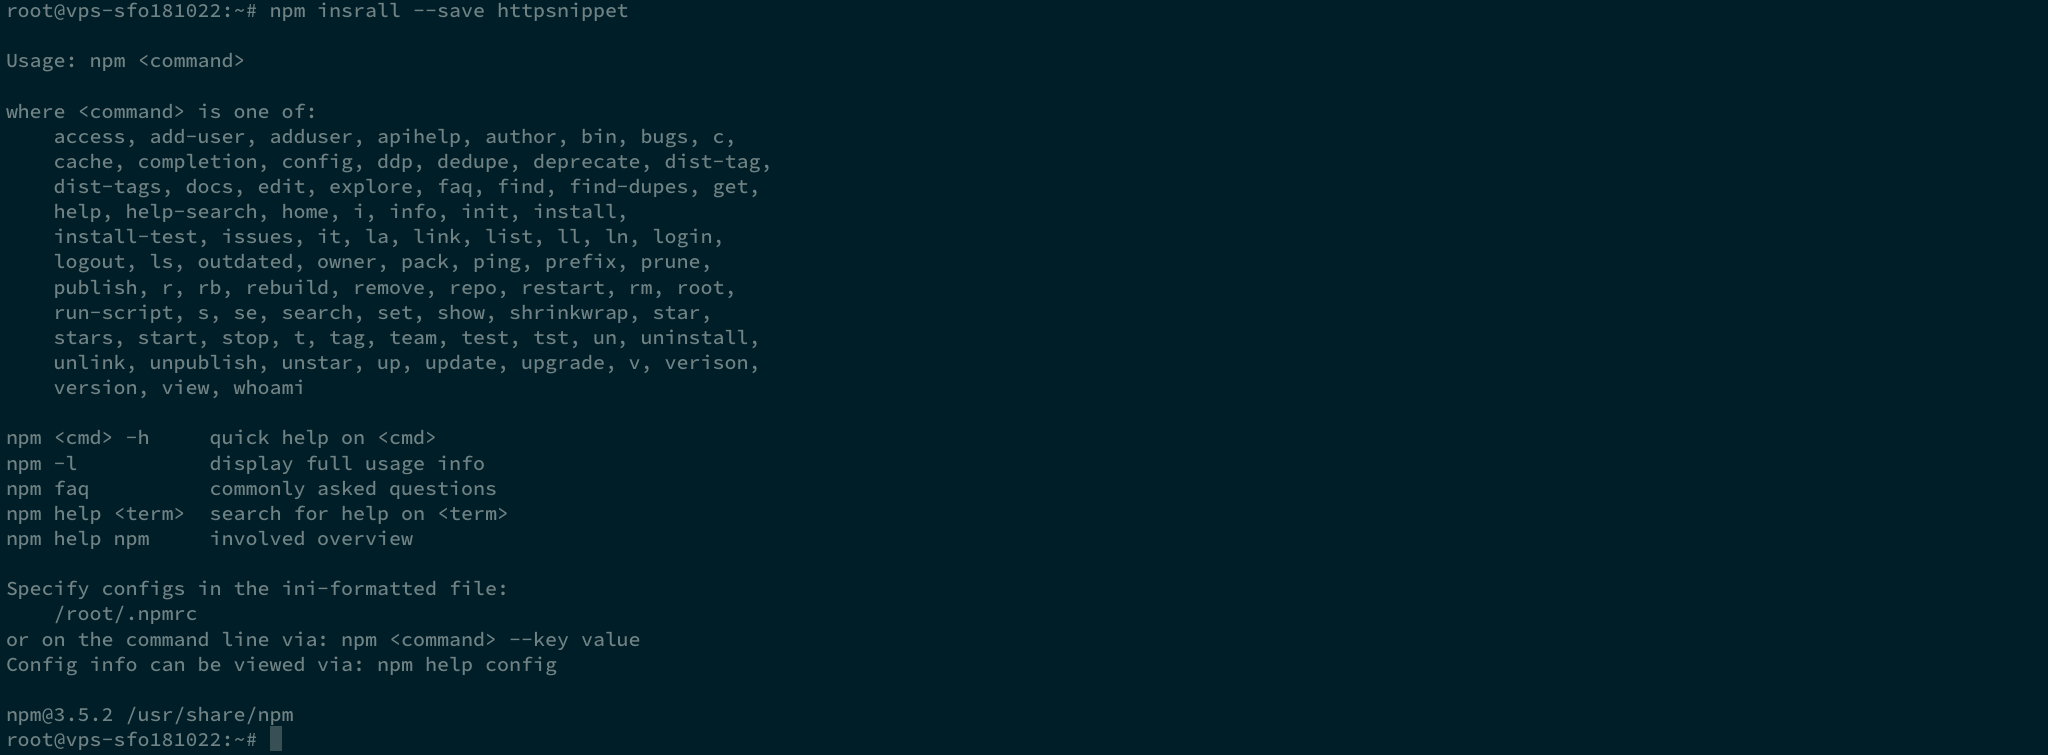 root@vps-sfo181022:~# npm insrall --save httpsnippet
Usage: npm <command>
where <command> is one of:
access, add-user, adduser, apihelp, author, bin, bugs, c,
cache, completion, config, ddp, dedupe, deprecate, dist-tag,
dist-tags, docs, edit, explore, faq, find, find-dupes, get,
help, help-search, home, i, info, init, install,
install-test, issues, it, la, link, list, ll, ln, login,
logout, ls, outdated, owner, pack, ping, prefix, prune,
publish, r, rb, rebuild, remove, repo, restart, rm, root,
run-script, s, se, search, set, show, shrinkwrap, star,
stars, start, stop, t, tag, team, test, tst, un, uninstall,
unlink, unpublish, unstar, up, update, upgrade, v, verison,
version, view, whoami
npm <cmd> -h     quick help on <cmd>
npm -l           display full usage info
npm faq          commonly asked questions
npm help <term>  search for help on <term>
npm help npm     involved overview
Specify configs in the ini-formatted file:
/root/.npmrc
or on the command line via: npm <command> --key value
Config info can be viewed via: npm help config
npm@3.5.2 /usr/share/npm
root@vps-sfo181022:~#